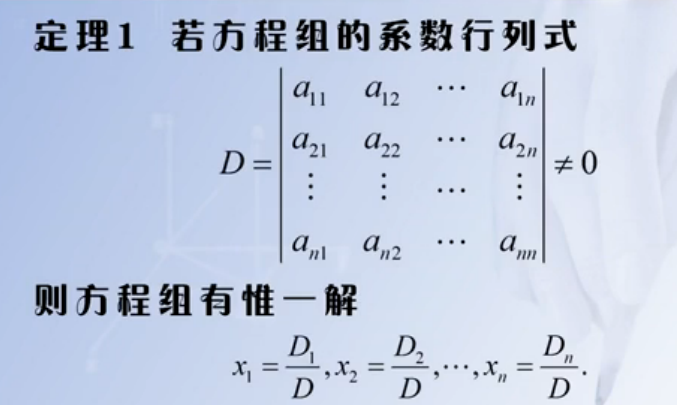 定理1 若方程组的系数行列式
D = | a₁₁ a₁₂ ⋯ a₁ₙ |
| a₂₁ a₂₂ ⋯ a₂ₙ |
| ⋮ ⋮ ⋯ ⋮ |
| aₙ₁ aₙ₂ ⋯ aₙₙ | ≠ 0
则方程组有惟一解
x₁ = D₁/D, x₂ = D₂/D, ⋯, xₙ = Dₙ/D.